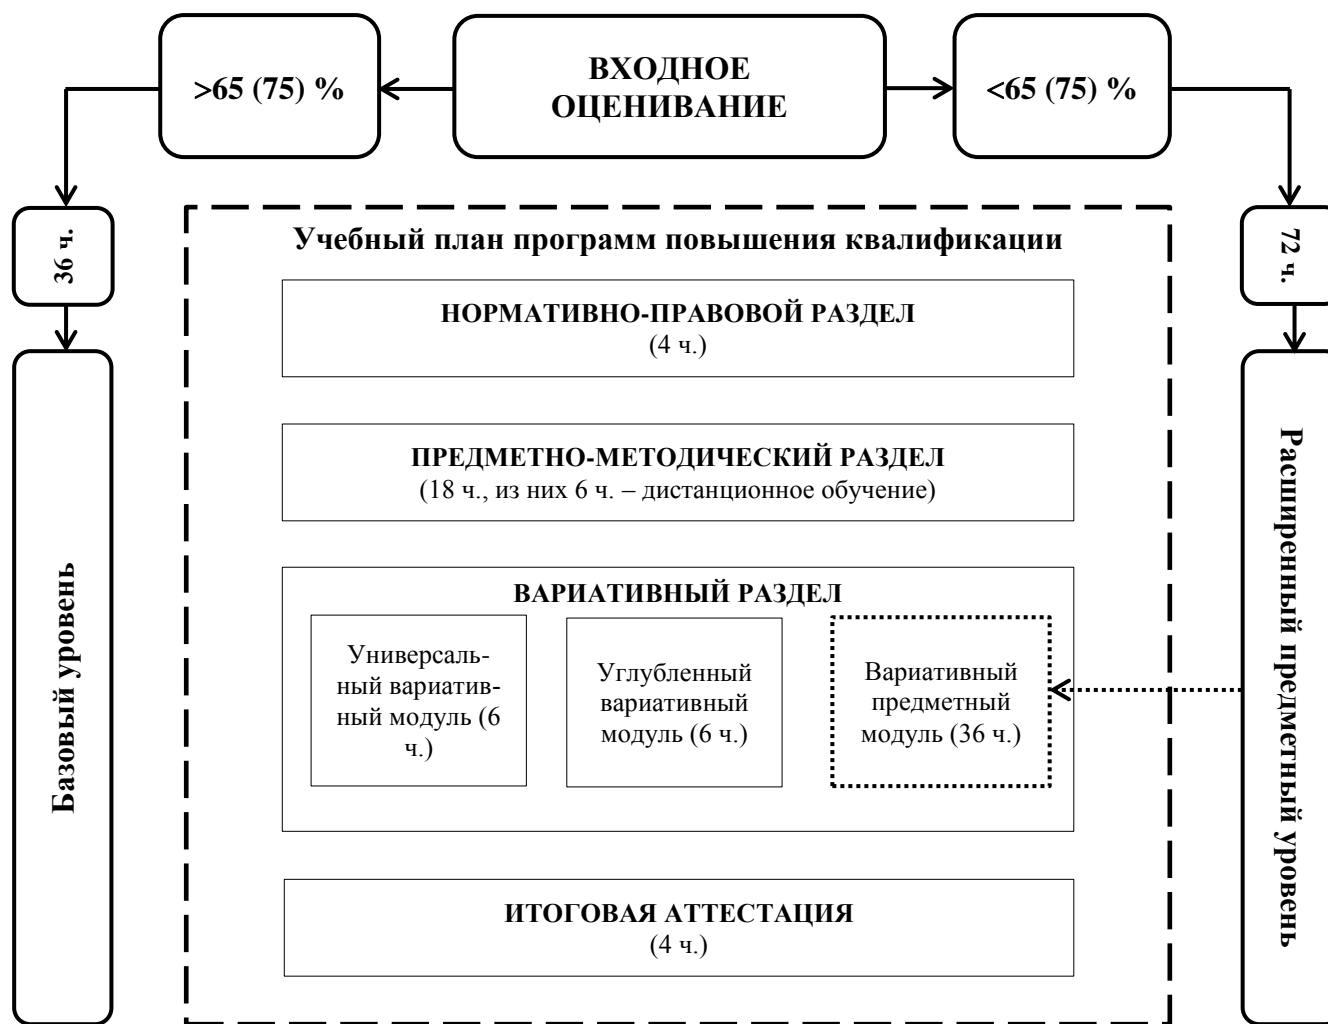 >65 (75) %
ВХОДНОЕ
ОЦЕНИВАНИЕ
<65 (75) %
36 ч.
72 ч.
Учебный план программ повышения квалификации
НОРМАТИВНО-ПРАВОВОЙ РАЗДЕЛ
(4 ч.)
ПРЕДМЕТНО-МЕТОДИЧЕСКИЙ РАЗДЕЛ
(18 ч., из них 6 ч. – дистанционное обучение)
ВАРИАТИВНЫЙ РАЗДЕЛ
Универсаль-
ный вариатив-
ный модуль (6
ч.)
Углубленный
вариативный
модуль (6 ч.)
Вариативный
предметный
модуль (36 ч.)
ИТОГОВАЯ АТТЕСТАЦИЯ
(4 ч.)
Базовый уровень
Расширенный предметный уровень